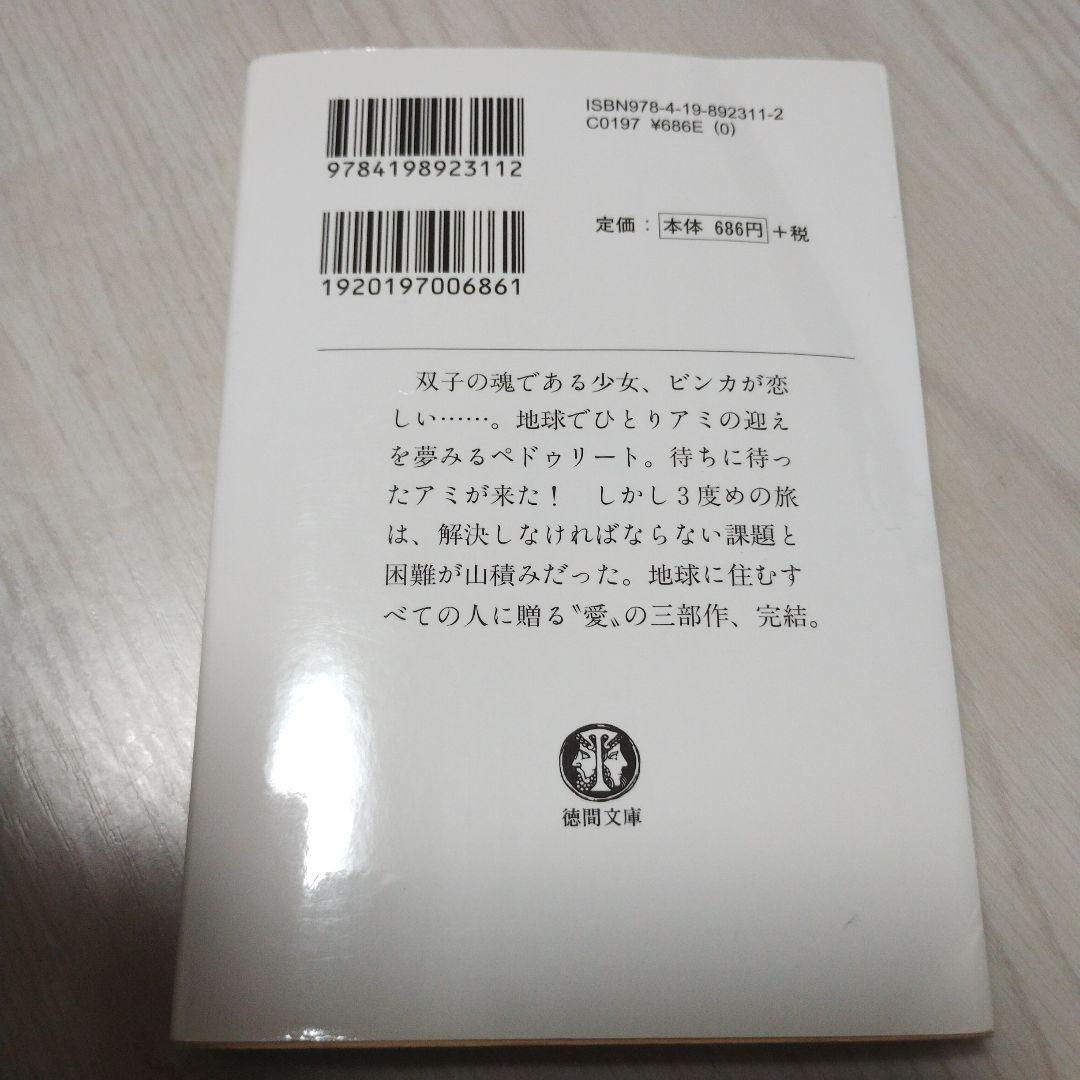 ISBN978-4-19-892311-2
C0197 ¥686E (0)
9784198923112
定価：本体 686円＋税
1920197006861
双子の魂である少女、ビンカが恋
しい……。地球でひとりアミの迎え
を夢みるペドゥリート。待ちに待っ
たアミが来た！　しかし３度めの旅
は、解決しなければならない課題と
困難が山積みだった。地球に住むす
べての人に贈る〝愛〟の三部作、完結。
徳間文庫